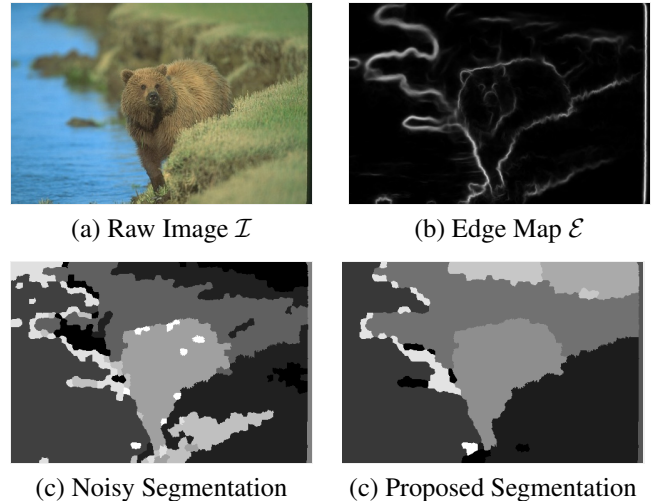 (a) Raw Image ℐ
(b) Edge Map ℰ
(c) Noisy Segmentation
(c) Proposed Segmentation